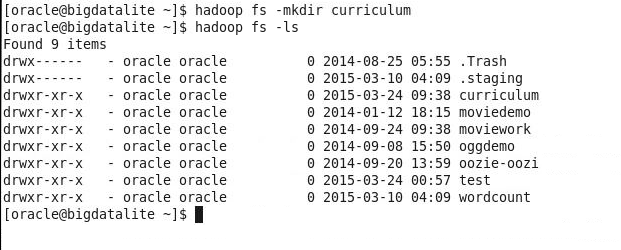 [oracle@bigdatalite ~]$ hadoop fs -mkdir curriculum
[oracle@bigdatalite ~]$ hadoop fs -ls
Found 9 items
drwx------   - oracle oracle          0 2014-08-25 05:55 .Trash
drwx------   - oracle oracle          0 2015-03-10 04:09 .staging
drwxr-xr-x   - oracle oracle          0 2015-03-24 09:38 curriculum
drwxr-xr-x   - oracle oracle          0 2014-01-12 18:15 moviedemo
drwxr-xr-x   - oracle oracle          0 2014-09-24 09:38 moviework
drwxr-xr-x   - oracle oracle          0 2014-09-08 15:50 oggdemo
drwxr-xr-x   - oracle oracle          0 2014-09-20 13:59 oozie-oozi
drwxr-xr-x   - oracle oracle          0 2015-03-24 00:57 test
drwxr-xr-x   - oracle oracle          0 2015-03-10 04:09 wordcount
[oracle@bigdatalite ~]$